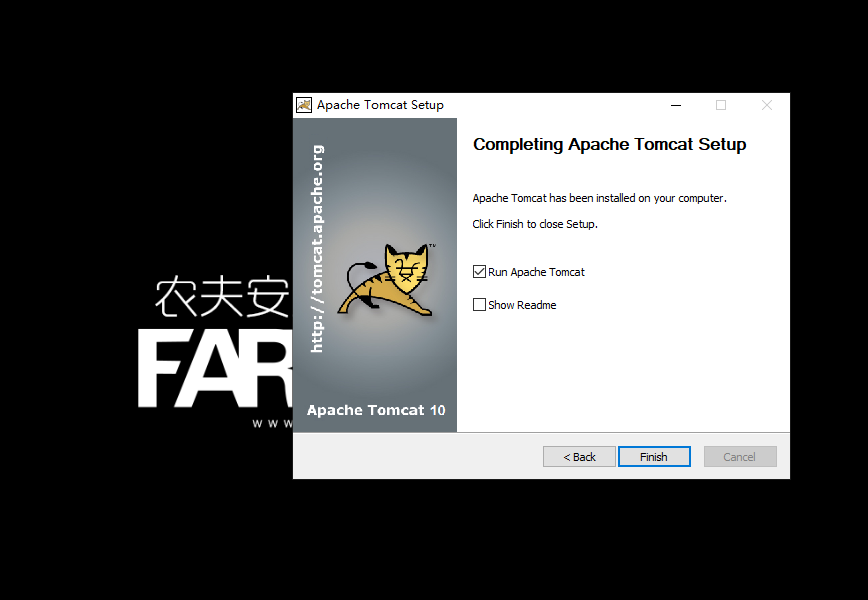 Apache Tomcat Setup
http://tomcat.apache.org
Apache Tomcat 10
Completing Apache Tomcat Setup
Apache Tomcat has been installed on your computer.
Click Finish to close Setup.
Run Apache Tomcat
Show Readme
< Back
Finish
Cancel
农夫安
FAR
www